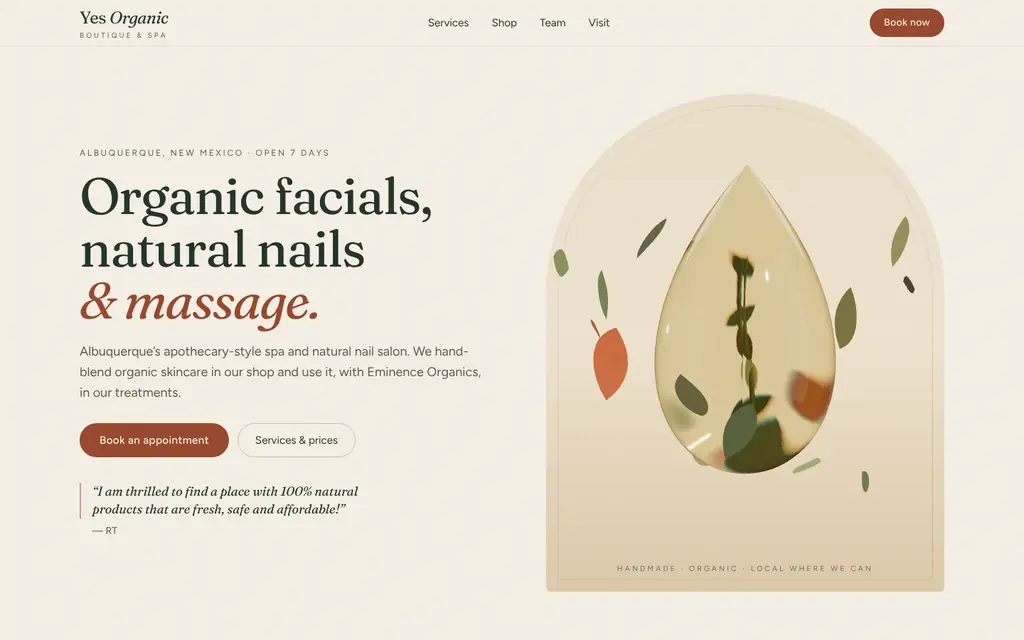 Yes Organic
BOUTIQUE & SPA
Services
Shop
Team
Visit
Book now
ALBUQUERQUE, NEW MEXICO · OPEN 7 DAYS
Organic facials,
natural nails
& massage.
Albuquerque's apothecary-style spa and natural nail salon. We hand-
blend organic skincare in our shop and use it, with Eminence Organics,
in our treatments.
Book an appointment
Services & prices
“I am thrilled to find a place with 100% natural
products that are fresh, safe and affordable!”
— RT
HANDMADE · ORGANIC · LOCAL WHERE WE CAN